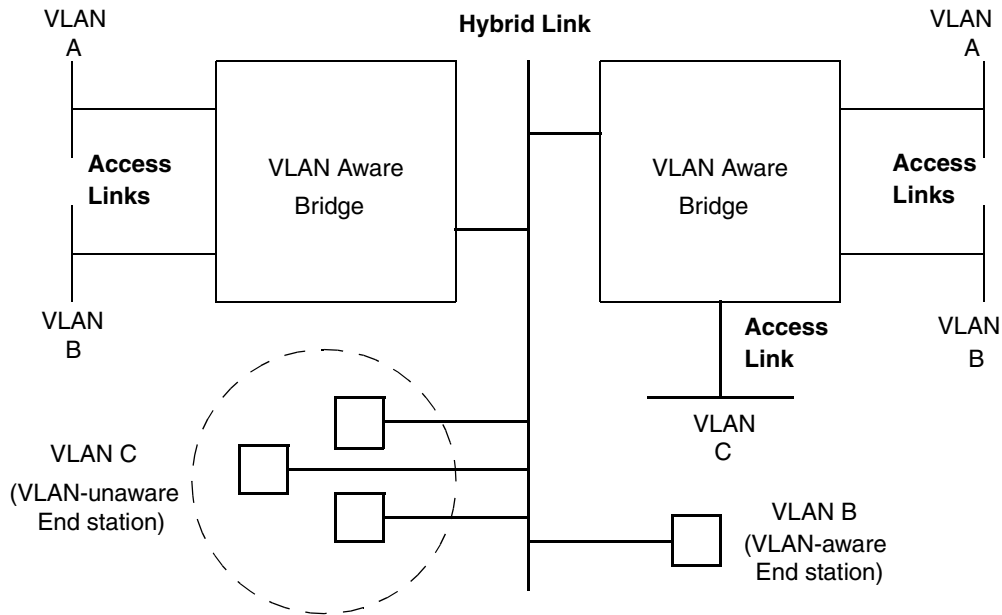 VLAN
A
Hybrid Link
VLAN
A
Access
Links
VLAN Aware
Bridge
VLAN Aware
Bridge
Access
Links
VLAN
B
Access
Link
VLAN
B
VLAN
C
VLAN C
(VLAN-unaware
End station)
VLAN B
(VLAN-aware
End station)